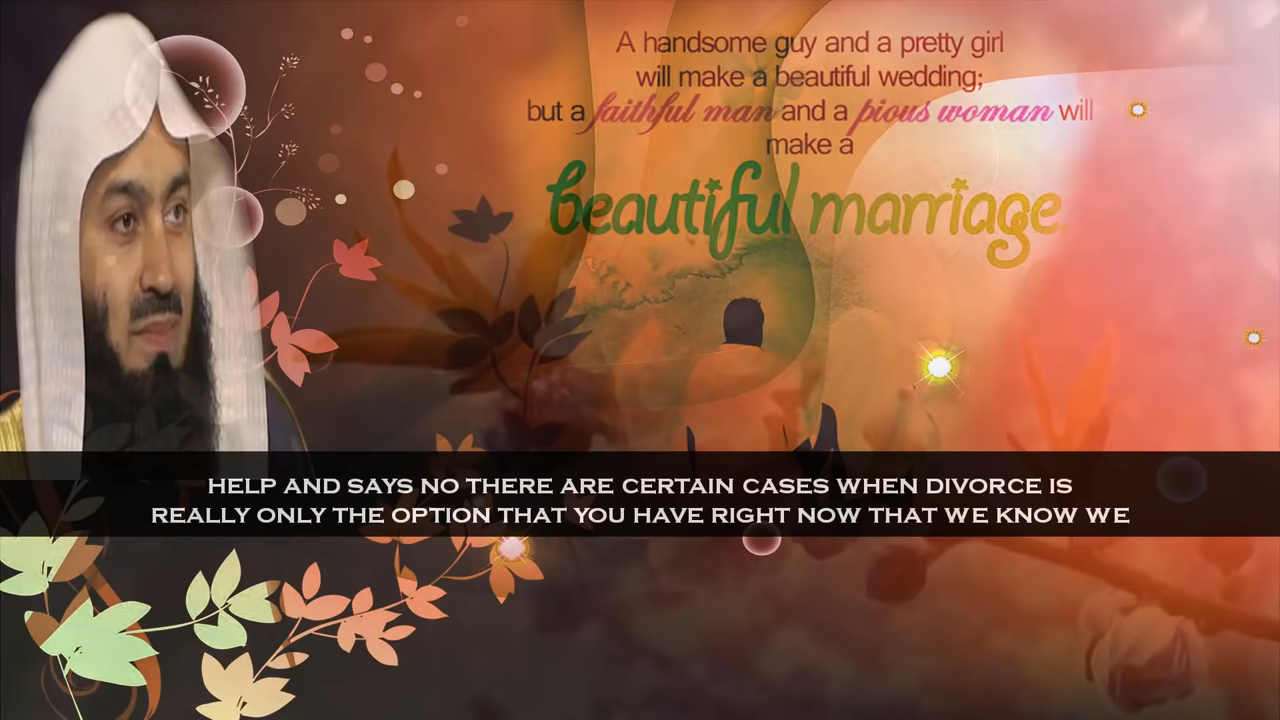 A handsome guy and a pretty girl
will make a beautiful wedding;
but a faithful man and a pious woman will
make a
beautiful marriage.
HELP AND SAYS NO THERE ARE CERTAIN CASES WHEN DIVORCE IS
REALLY ONLY THE OPTION THAT YOU HAVE RIGHT NOW THAT WE KNOW WE